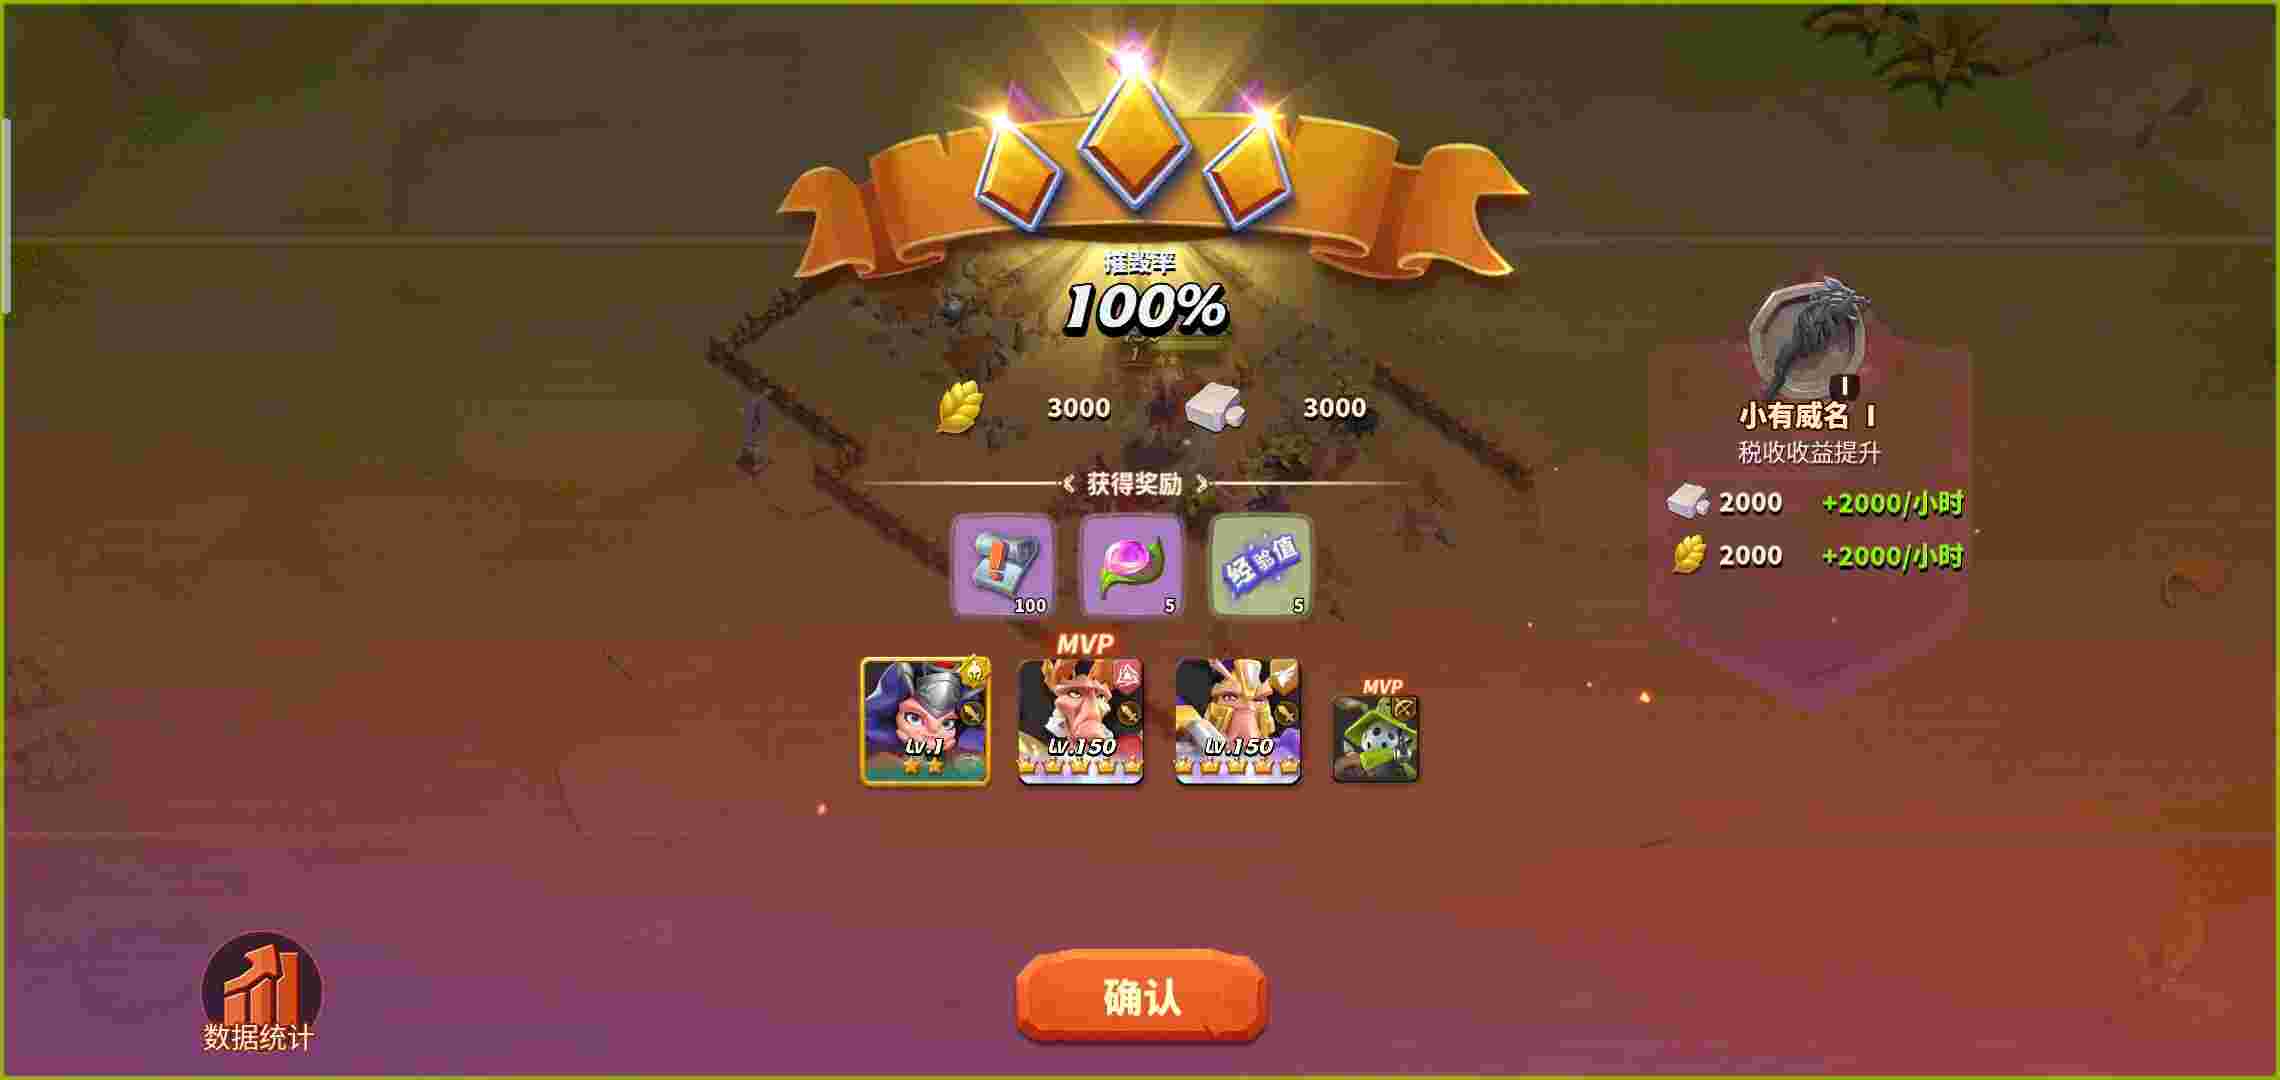 摧毁率
100%
3000
3000
获得奖励
100
5
经验值
5
MVP
MVP
Lv.1
Lv.150
Lv.150
I
小有威名 I
税收收益提升
2000 +2000/小时
2000 +2000/小时
数据统计
确认